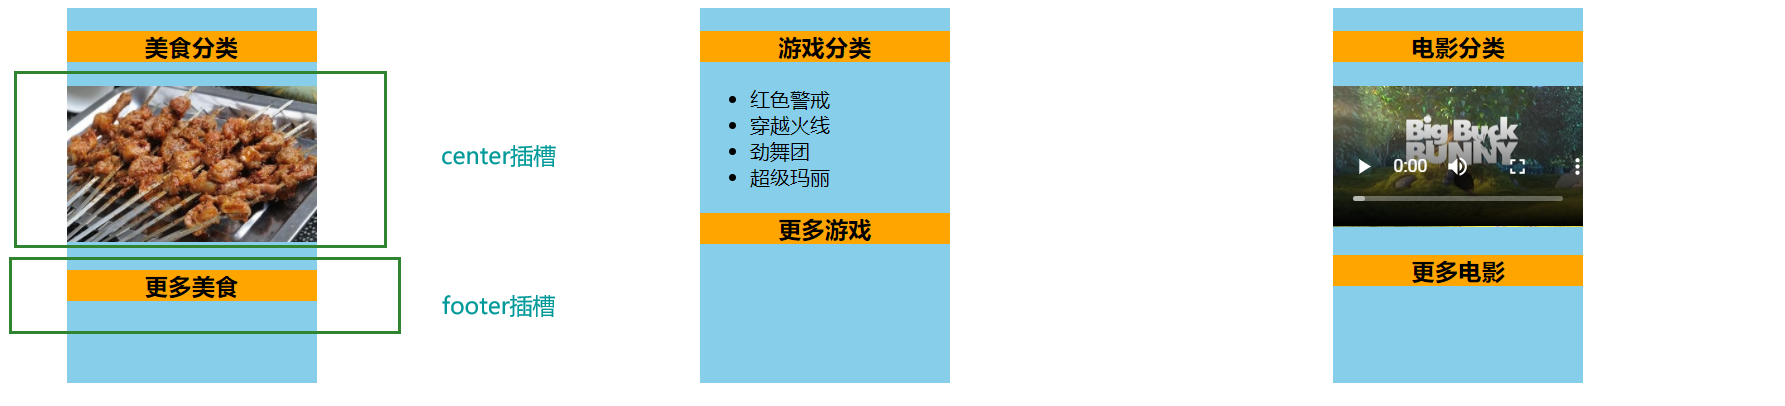 美食分类
center插槽
更多美食
footer插槽
游戏分类
红色警戒
穿越火线
劲舞团
超级玛丽
更多游戏
电影分类
Big Buck
BUNNY
0:00
更多电影